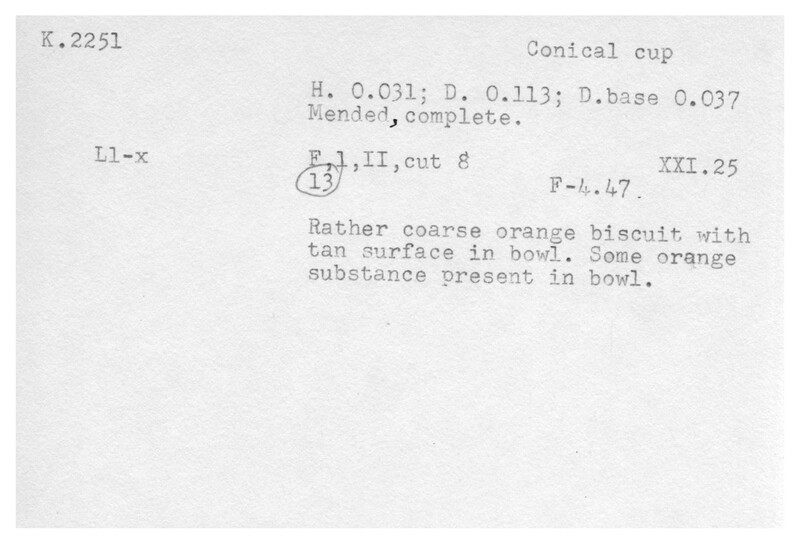 K.2251
Conical cup
H. 0.031; D. 0.113; D.base 0.037
Mended, complete.
Ll-x F,1,II,cut 8 XXI.25
13 F-4.47.
Rather coarse orange biscuit with
tan surface in bowl. Some orange
substance present in bowl.